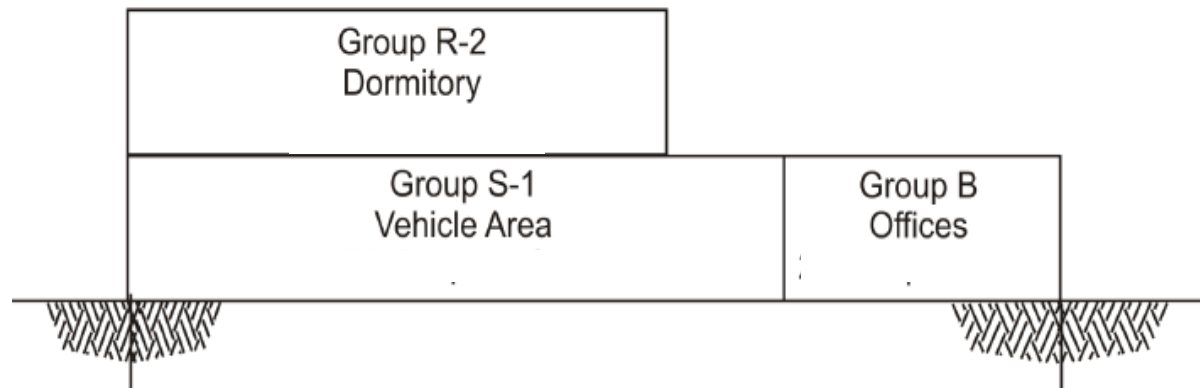 Group R-2
Dormitory
Group S-1
Vehicle Area
Group B
Offices